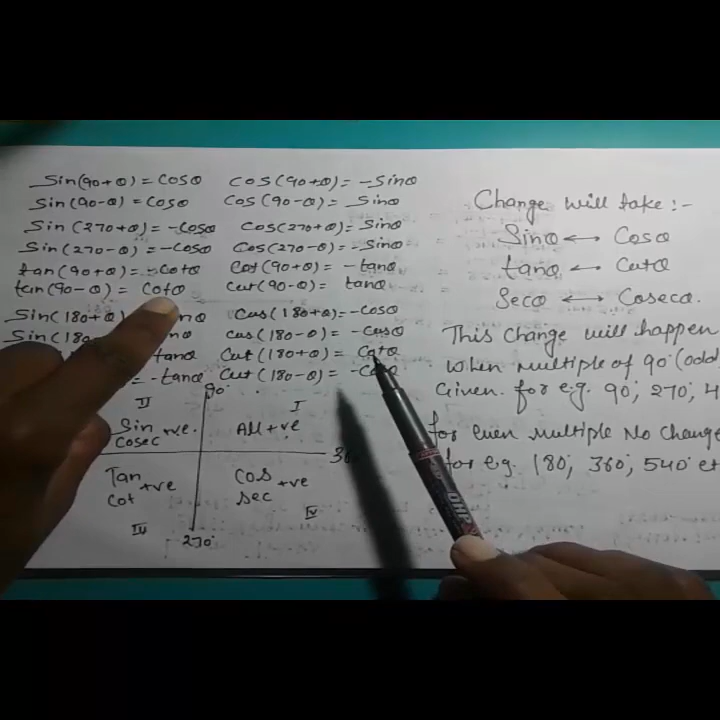 Sin(90+θ) = Cosθ
Sin(90-θ) = Cosθ
Sin(270+θ) = -Cosθ
Sin(270-θ) = -Cosθ
tan(90+θ) = -Cotθ
tan(90-θ) = Cotθ
Sin(180+θ)
Sin(180
tanθ
= -tanθ
Cos(90+θ) = -Sinθ
Cos(90-θ) = Sinθ
Cos(270+θ) = Sinθ
Cos(270-θ) = -Sinθ
Cot(90+θ) = -tanθ
Cot(90-θ) = tanθ
Cos(180+θ) = -Cosθ
Cos(180-θ) = -Cosθ
Cot(180+θ) = Cotθ
Cot(180-θ) =
90°
II
Sin +ve
Cosec
I
All +ve
36
Tan +ve
Cot
III
Cos +ve
Sec
IV
270°
Change will take :-
Sinθ ↔ Cosθ
tanθ ↔ Cotθ
Secθ ↔ Cosecθ.
This Change will happen
When multiple of 90° (odd
Given. for e.g. 90°, 270°, 4
for even multiple No Change
for e.g. 180°, 360°, 540° et